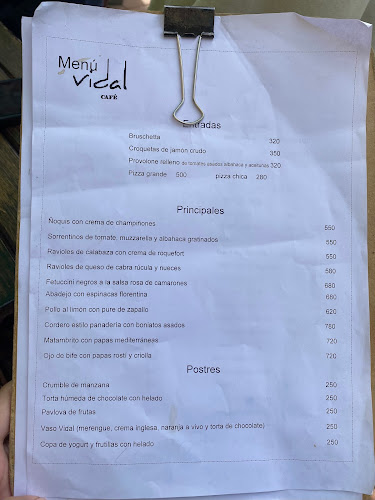 Menú
Vidal
CAFÉ
Entradas
Bruschetta 320
Croquetas de jamon crudo 350
Provolone relleno de tomates pasados albahaca y aceitunas 320
Pizza grande 500 pizza chica 280
Principales
Ñoquis con crema de champiñones 550
Sorrentinos de tomate, muzzarella y albahaca gratinados 550
Ravioles de calabaza con crema de roquefort 550
Ravioles de queso de cabra rúcula y nueces 580
Fetuccini negros a la salsa rosa de camarones 680
Abadejo con espinacas florentina 680
Pollo al limón con pure de zapallo 620
Cordero estilo panadería con boniatos asados 780
Matambrito con papas mediterráneas 720
Ojo de bife con papas rosti y criolla 720
Postres
Crumble de manzana 250
Torta húmeda de chocolate con helado 250
Pavlova de frutas 250
Vaso Vidal (merengue, crema inglesa, naranja a vivo y torta de chocolate) 250
Copa de yogurt y frutillas con helado 250